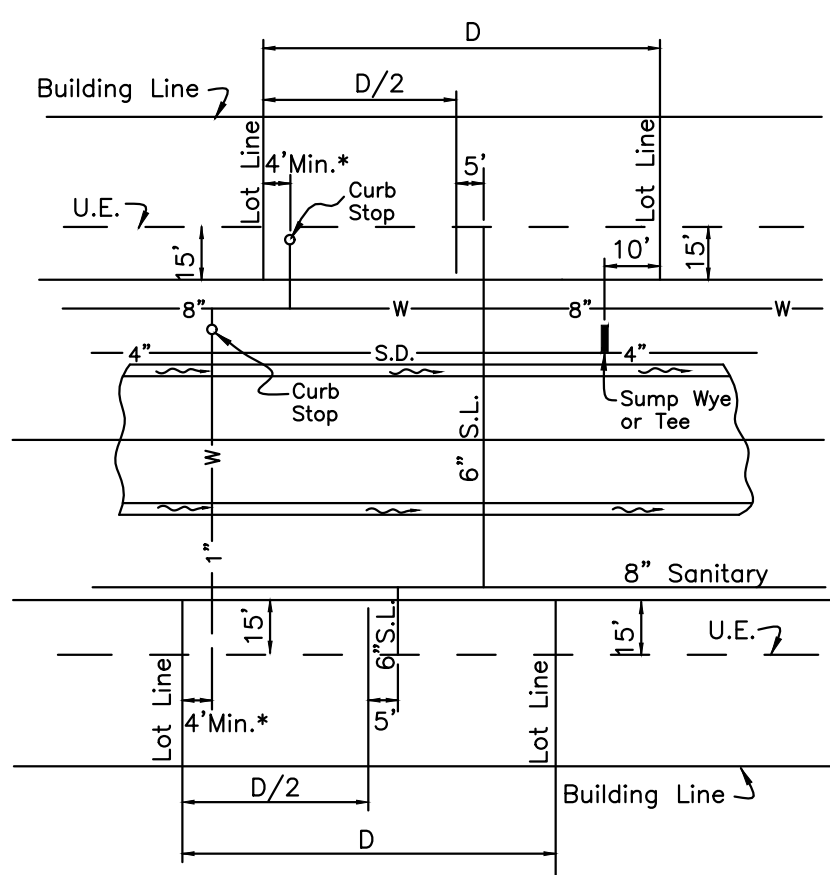 D
Building Line
D/2
Lot Line
4'Min.*
5'
Lot Line
Curb
Stop
U.E.
15'
10'
15'
8"
W
8"
W
4"
S.D.
4"
Curb
Stop
Sump Wye
or Tee
6" S.L.
W
1"
8" Sanitary
15'
6"S.L.
15'
U.E.
Lot Line
Lot Line
4'Min.*
5'
D/2
Building Line
D